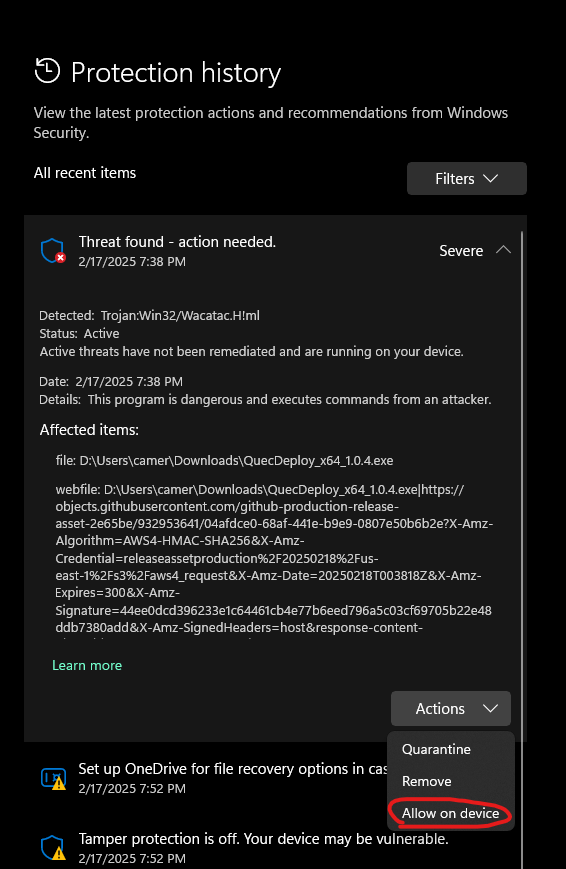 Protection history
View the latest protection actions and recommendations from Windows
Security.
All recent items
Filters
Threat found - action needed.
2/17/2025 7:38 PM
Severe
Detected: Trojan:Win32/Wacatac.H!ml
Status: Active
Active threats have not been remediated and are running on your device.
Date: 2/17/2025 7:38 PM
Details: This program is dangerous and executes commands from an attacker.
Affected items:
file: D:\Users\camer\Downloads\QuecDeploy_x64_1.0.4.exe
webfile: D:\Users\camer\Downloads\QuecDeploy_x64_1.0.4.exe|https://
objects.githubusercontent.com/github-production-release-
asset-2e65be/932953641/04afdce0-68af-441e-b9e9-0807e50b6b2e?X-Amz-
Algorithm=AWS4-HMAC-SHA256&X-Amz-
Credential=releaseassetproduction%2F20250218%2Fus-
east-1%2Fs3%2Faws4_request&X-Amz-Date=20250218T003818Z&X-Amz-
Expires=300&X-Amz-
Signature=44ee0dcd396233e1c64461cb4e77b6eed796a5c03cf69705b22e48
ddb7380add&X-Amz-SignedHeaders=host&response-content-
Learn more
Actions
Quarantine
Remove
Allow on device
Set up OneDrive for file recovery options in cas
2/17/2025 7:52 PM
Tamper protection is off. Your device may be vulnerable.
2/17/2025 7:52 PM